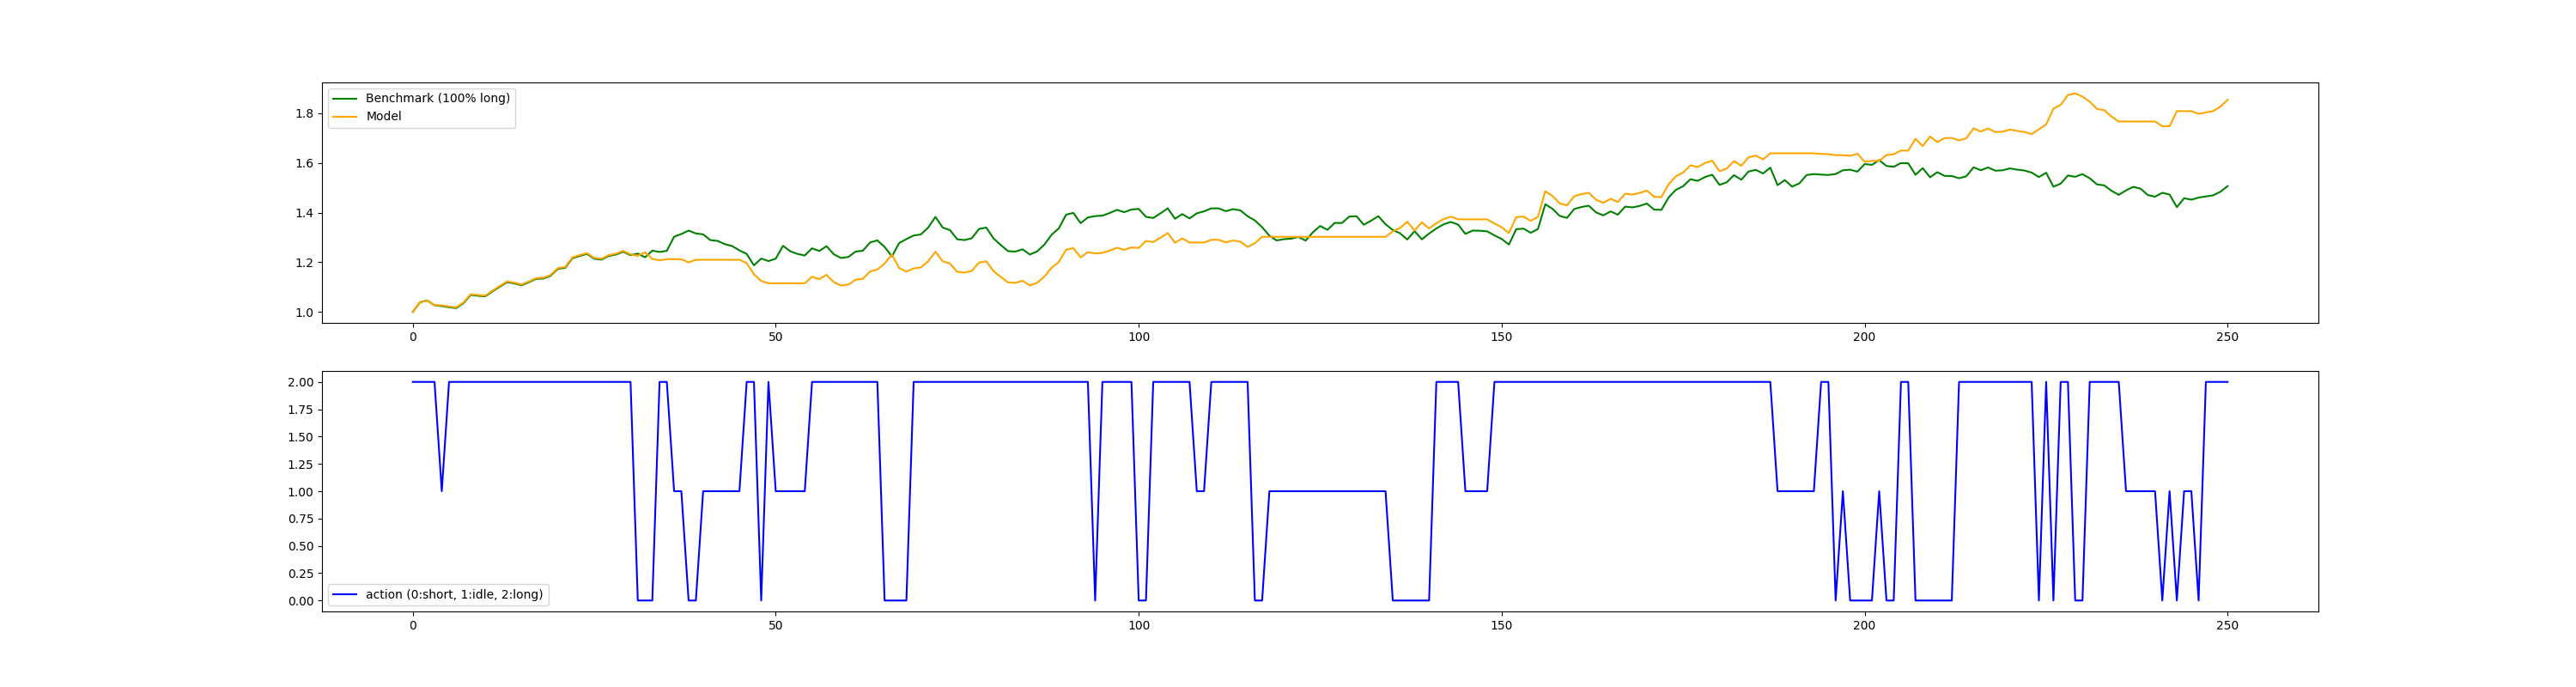 Benchmark (100% long)
Model
1.8
1.6
1.4
1.2
1.0
0 50 100 150 200 250
2.00
1.75
1.50
1.25
1.00
0.75
0.50
0.25
0.00
action (0:short, 1:idle, 2:long)
0 50 100 150 200 250